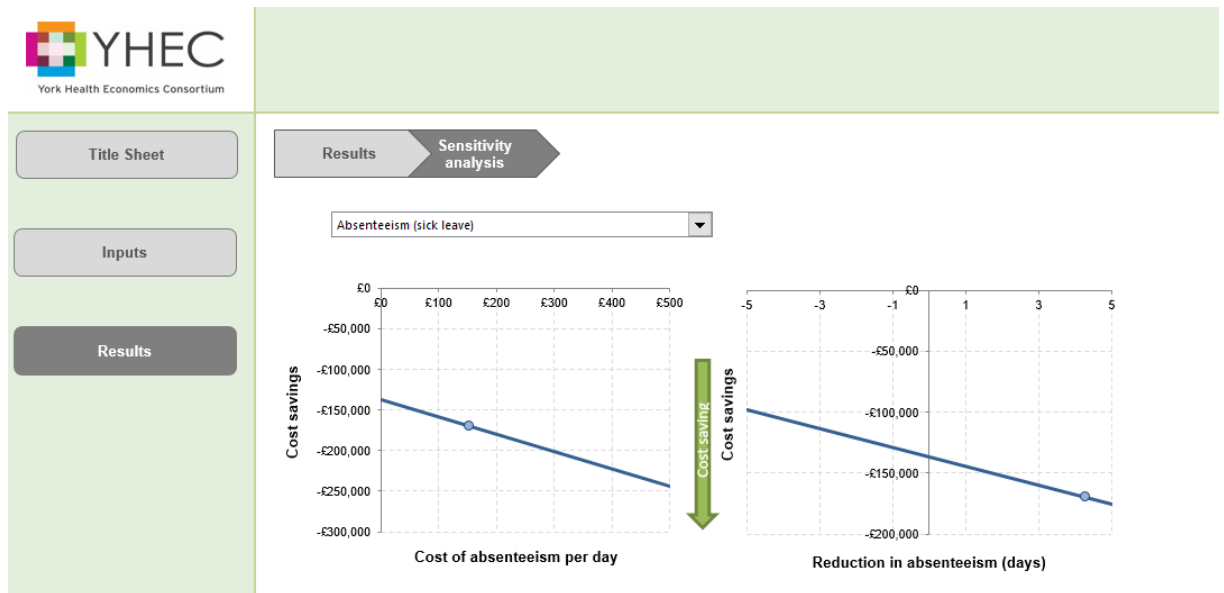 YHEC
York Health Economics Consortium
Title Sheet
Inputs
Results
Results
Sensitivity
analysis
Absenteeism (sick leave)
£0
£0 £100 £200 £300 £400 £500
-£50,000
-£100,000
-£150,000
-£200,000
-£250,000
-£300,000
Cost savings
Cost of absenteeism per day
Cost saving
£0
-5 -3 -1 1 3 5
-£50,000
-£100,000
-£150,000
-£200,000
Cost savings
Reduction in absenteeism (days)